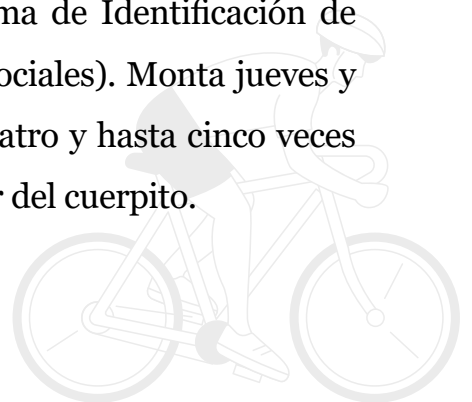 ma de Identificación de
ociales). Monta jueves y
atro y hasta cinco veces
r del cuerpito.